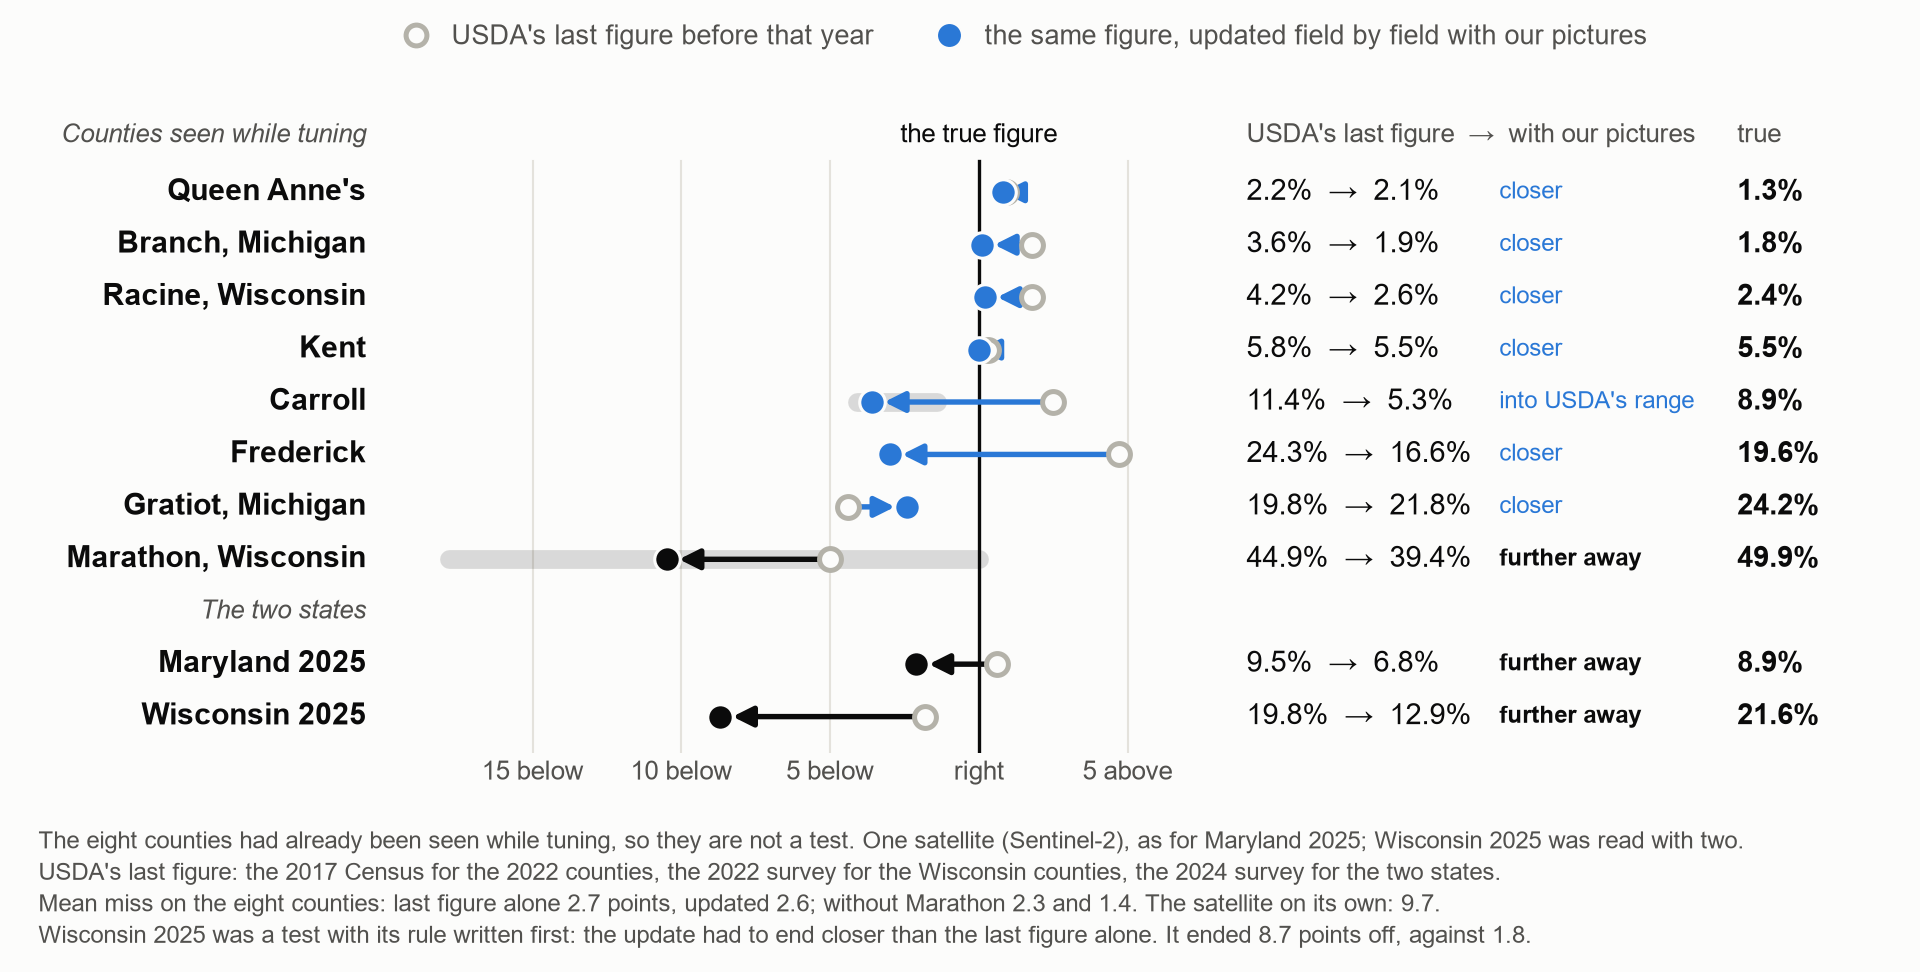 USDA's last figure before that year   the same figure, updated field by field with our pictures
Counties seen while tuning   the true figure   USDA's last figure → with our pictures   true
Queen Anne's   2.2% → 2.1%   closer   1.3%
Branch, Michigan   3.6% → 1.9%   closer   1.8%
Racine, Wisconsin   4.2% → 2.6%   closer   2.4%
Kent   5.8% → 5.5%   closer   5.5%
Carroll   11.4% → 5.3%   into USDA's range   8.9%
Frederick   24.3% → 16.6%   closer   19.6%
Gratiot, Michigan   19.8% → 21.8%   closer   24.2%
Marathon, Wisconsin   44.9% → 39.4%   further away   49.9%
The two states
Maryland 2025   9.5% → 6.8%   further away   8.9%
Wisconsin 2025   19.8% → 12.9%   further away   21.6%
15 below   10 below   5 below   right   5 above
The eight counties had already been seen while tuning, so they are not a test. One satellite (Sentinel-2), as for Maryland 2025; Wisconsin 2025 was read with two.
USDA's last figure: the 2017 Census for the 2022 counties, the 2022 survey for the Wisconsin counties, the 2024 survey for the two states.
Mean miss on the eight counties: last figure alone 2.7 points, updated 2.6; without Marathon 2.3 and 1.4. The satellite on its own: 9.7.
Wisconsin 2025 was a test with its rule written first: the update had to end closer than the last figure alone. It ended 8.7 points off, against 1.8.